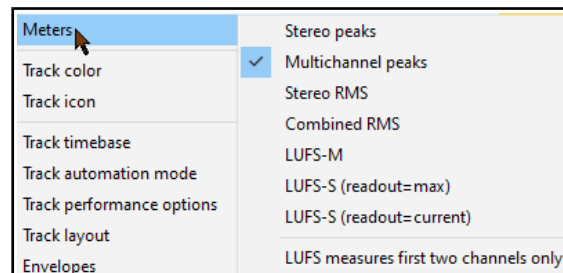 Meters
Track color
Track icon
Track timebase
Track automation mode
Track performance options
Track layout
Envelopes
Stereo peaks
Multichannel peaks
Stereo RMS
Combined RMS
LUFS-M
LUFS-S (readout=max)
LUFS-S (readout=current)
LUFS measures first two channels only